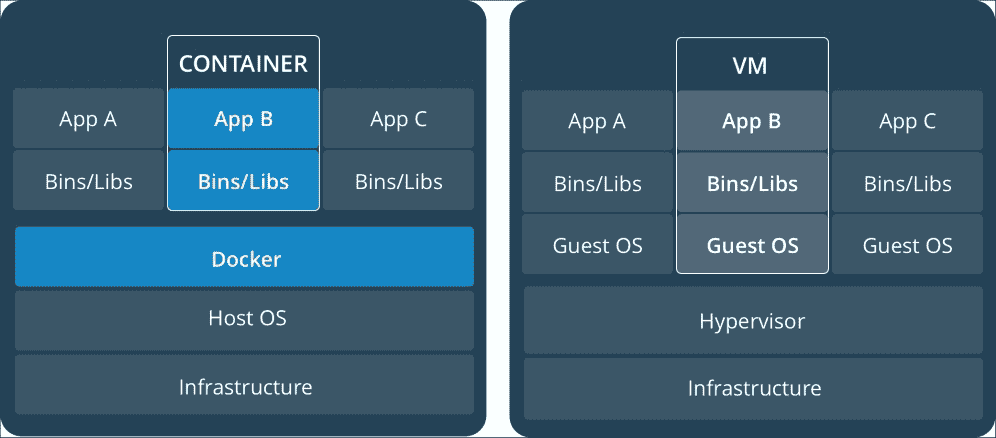 CONTAINER
App A
App B
App C
Bins/Libs
Bins/Libs
Bins/Libs
Docker
Host OS
Infrastructure
VM
App A
App B
App C
Bins/Libs
Bins/Libs
Bins/Libs
Guest OS
Guest OS
Guest OS
Hypervisor
Infrastructure